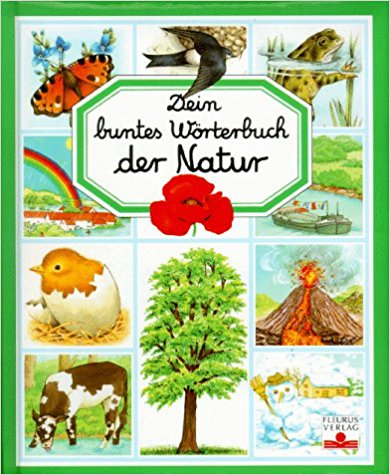 Dein
buntes Wörterbuch
der Natur
FLEURUS
VERLAG